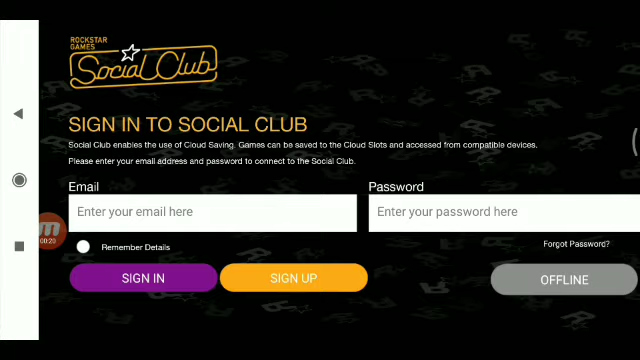 ROCKSTAR
GAMES
Social Club
SIGN IN TO SOCIAL CLUB
Social Club enables the use of Cloud Saving. Games can be saved to the Cloud Slots and accessed from compatible devices.
Please enter your email address and password to connect to the Social Club.
Email
Password
Enter your email here
Enter your password here
00:20
Remember Details
Forgot Password?
SIGN IN
SIGN UP
OFFLINE